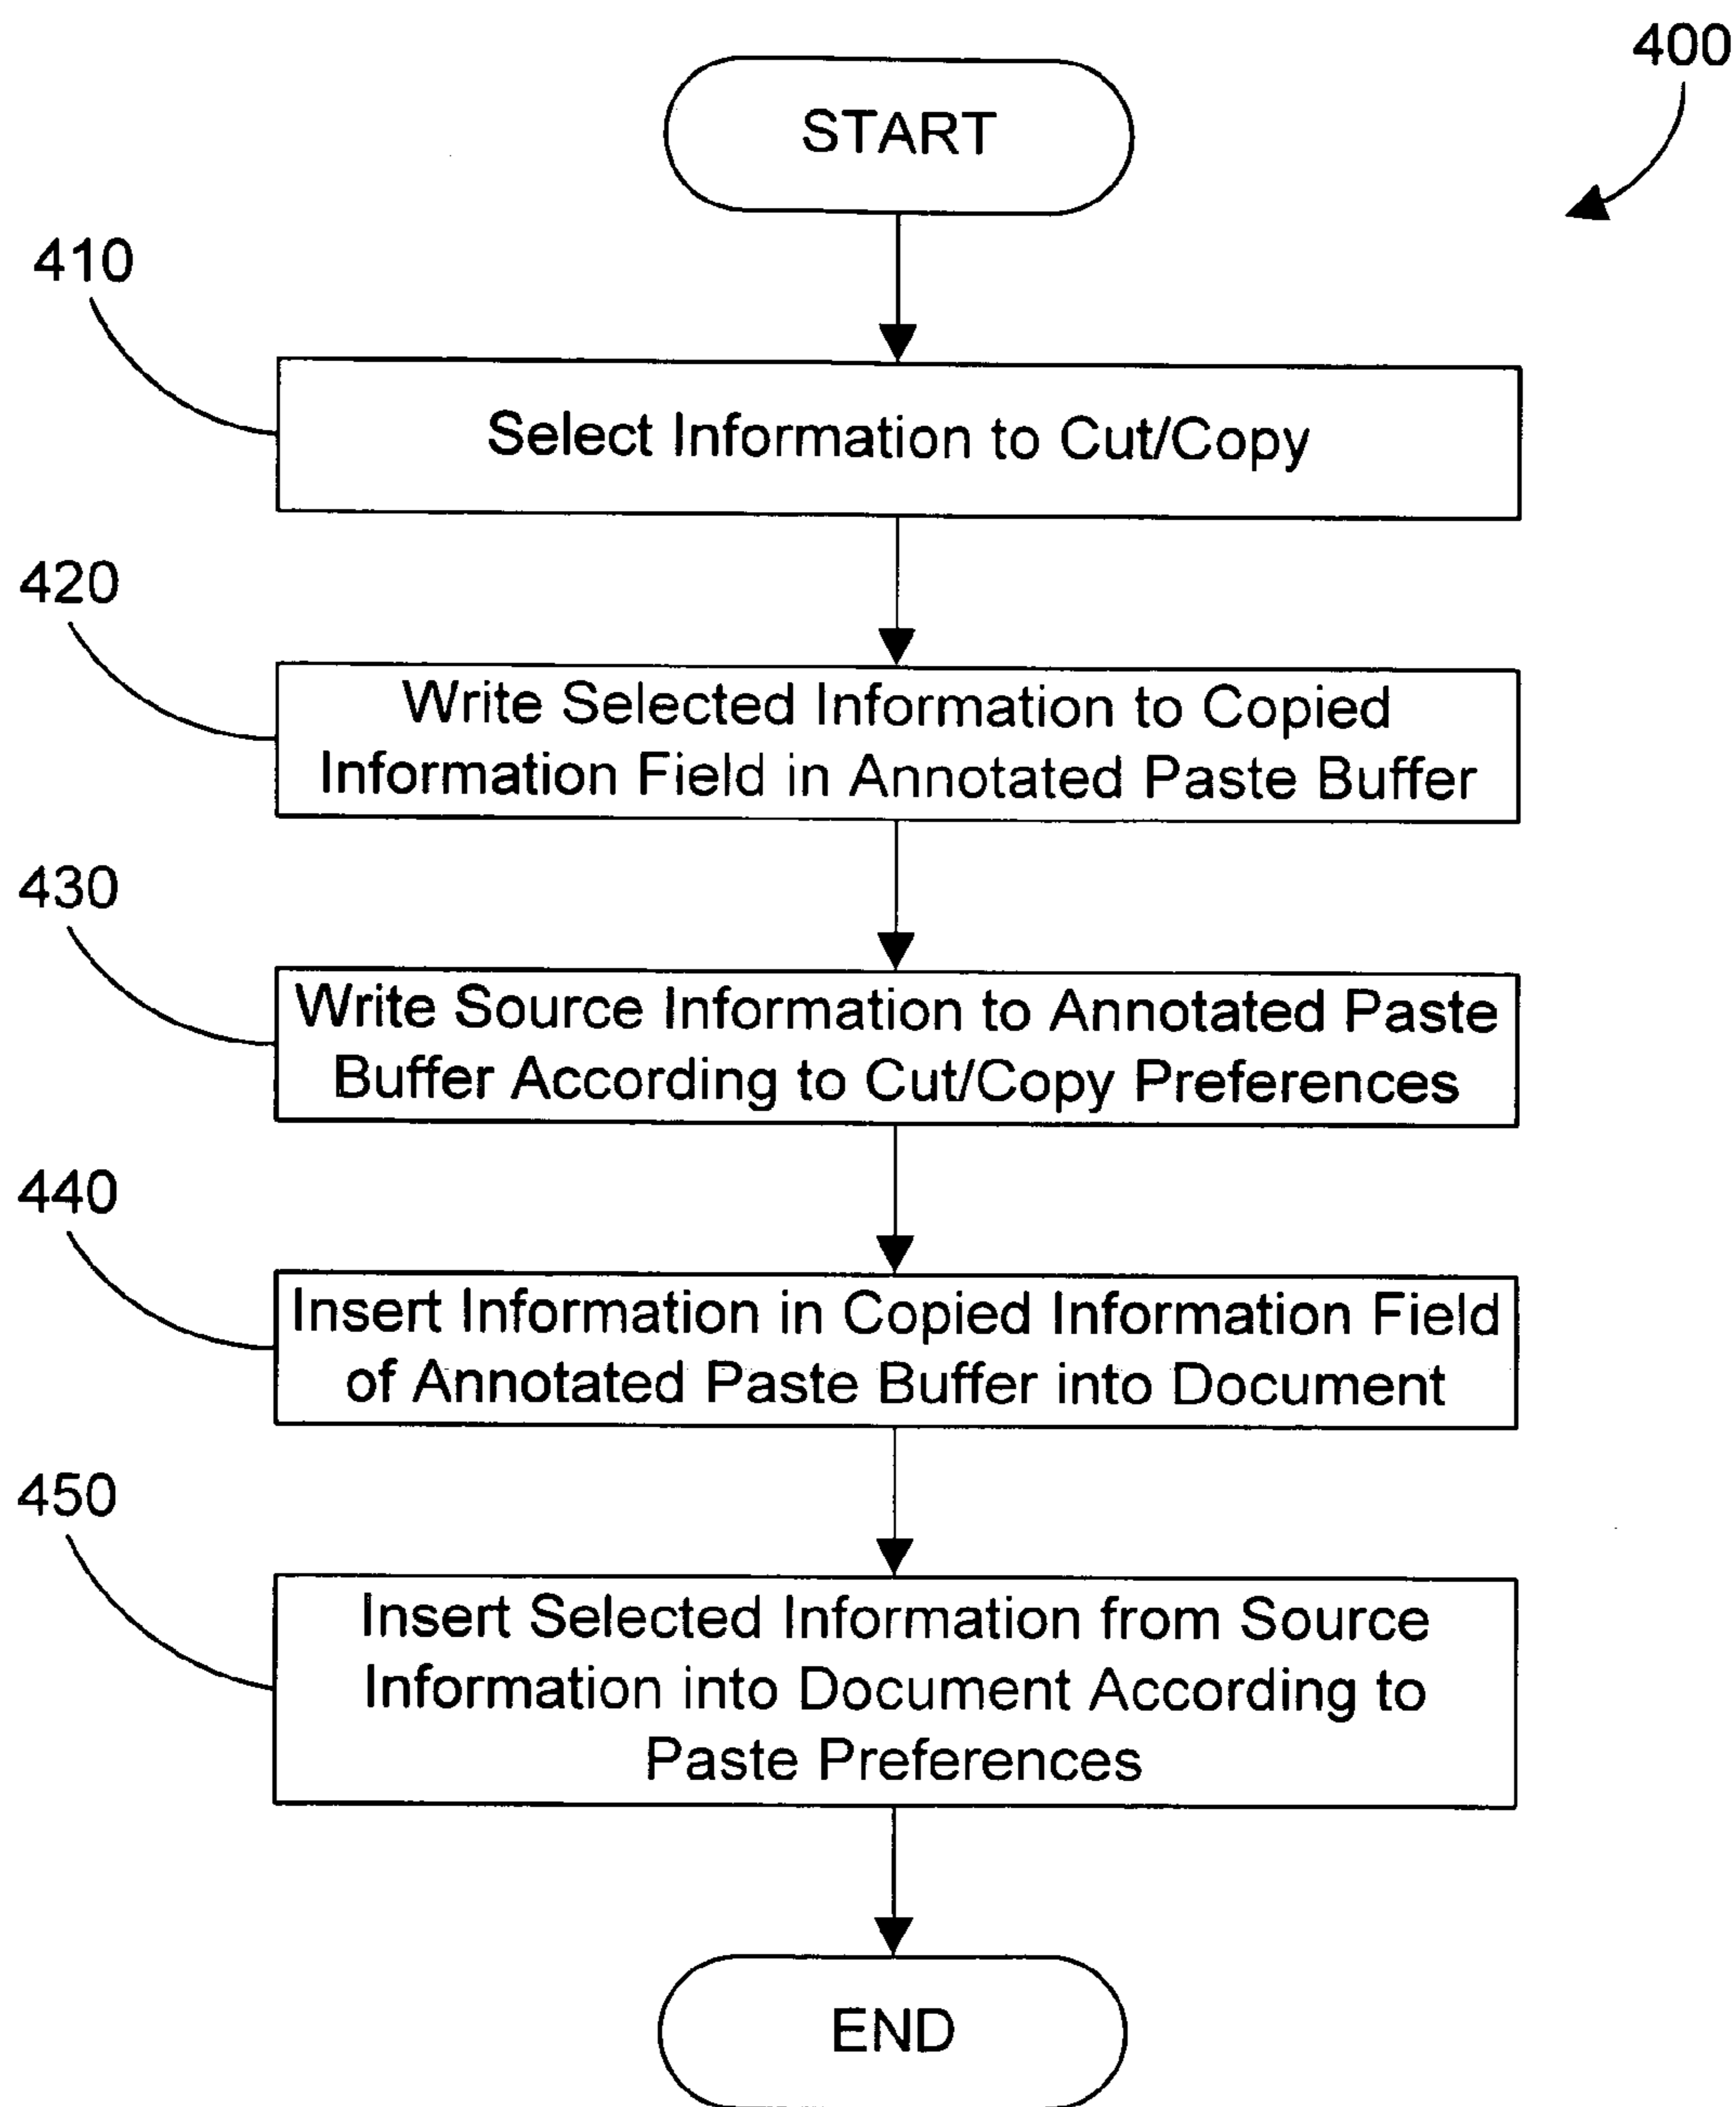 400
START
410
Select Information to Cut/Copy
420
Write Selected Information to Copied
Information Field in Annotated Paste Buffer
430
Write Source Information to Annotated Paste
Buffer According to Cut/Copy Preferences
440
Insert Information in Copied Information Field
of Annotated Paste Buffer into Document
450
Insert Selected Information from Source
Information into Document According to
Paste Preferences
END